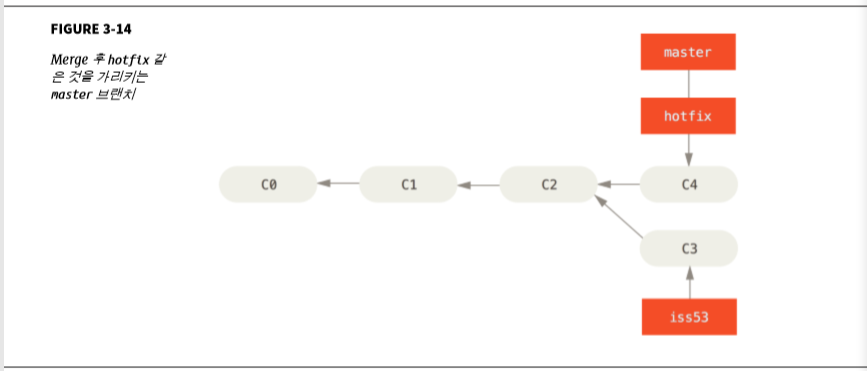 FIGURE 3-14
Merge 후 hotfix 같
은 것을 가리키는
master 브랜치
master
hotfix
C0
C1
C2
C4
C3
iss53